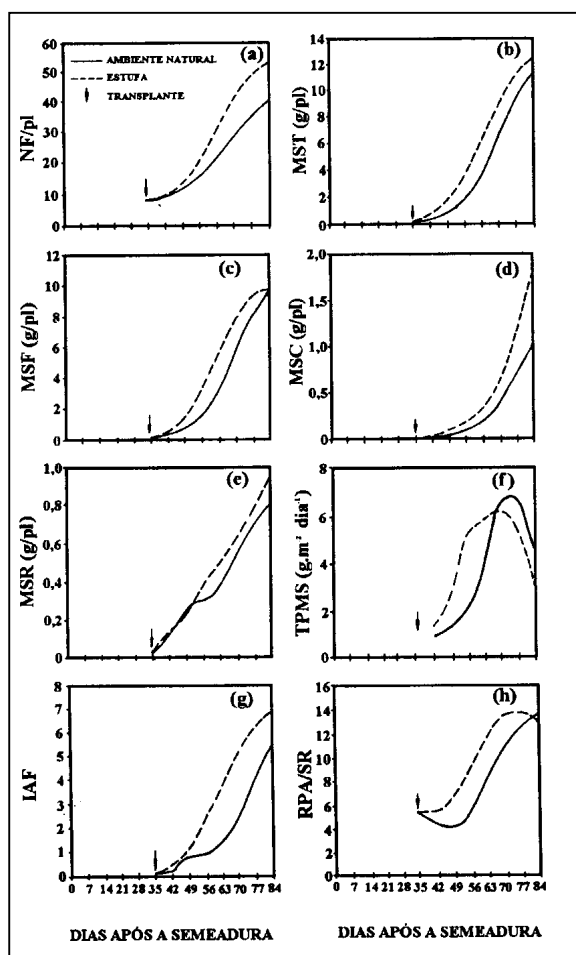 (a)
AMBIENTE NATURAL
ESTUFA
TRANSPLANTE
NF/pl
60
50
40
30
20
10
0
(b)
MST (g/pl)
14
12
10
8
6
4
2
0
(c)
MSF (g/pl)
12
10
8
6
4
2
0
(d)
MSC (g/pl)
2,0
1,5
1,0
0,5
0
(e)
MSR (g/pl)
1,0
0,8
0,6
0,4
0,2
0
(f)
TPMS (g.m² dia⁻¹)
8
6
4
2
0
(g)
IAF
7
6
5
4
3
2
1
0
0 7 14 21 28 35 42 49 56 63 70 77 84
DIAS APÓS A SEMEADURA
(h)
RPA/SR
16
14
12
10
8
6
4
2
0
0 7 14 21 28 35 42 49 56 63 70 77 84
DIAS APÓS A SEMEADURA